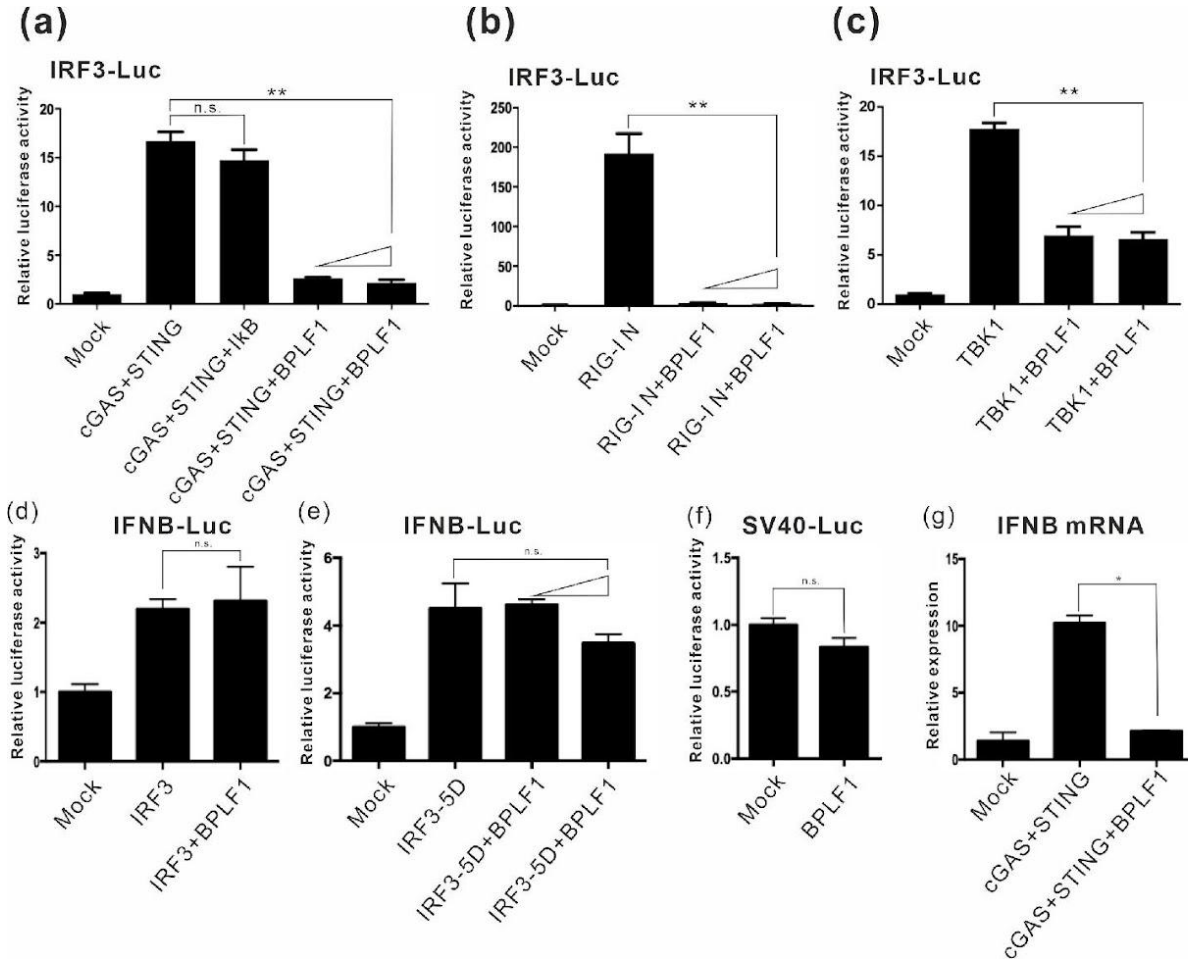 (a)
IRF3-Luc
Relative luciferase activity
20
15
10
5
0
n.s.
**
Mock
cGAS+STING
cGAS+STING+IkB
cGAS+STING+BPLF1
cGAS+STING+BPLF1
(b)
IRF3-Luc
Relative luciferase activity
250
200
150
100
50
0
**
Mock
RIG-I N
RIG-I N+BPLF1
RIG-I N+BPLF1
(c)
IRF3-Luc
Relative luciferase activity
20
15
10
5
0
**
Mock
TBK1
TBK1+BPLF1
TBK1+BPLF1
(d)
IFNB-Luc
Relative luciferase activity
3
2
1
0
n.s.
Mock
IRF3
IRF3+BPLF1
(e)
IFNB-Luc
Relative luciferase activity
6
4
2
0
n.s.
Mock
IRF3-5D
IRF3-5D+BPLF1
IRF3-5D+BPLF1
(f)
SV40-Luc
Relative luciferase activity
1.5
1.0
0.5
0.0
n.s.
Mock
BPLF1
(g)
IFNB mRNA
Relative expression
15
10
5
0
*
Mock
cGAS+STING
cGAS+STING+BPLF1